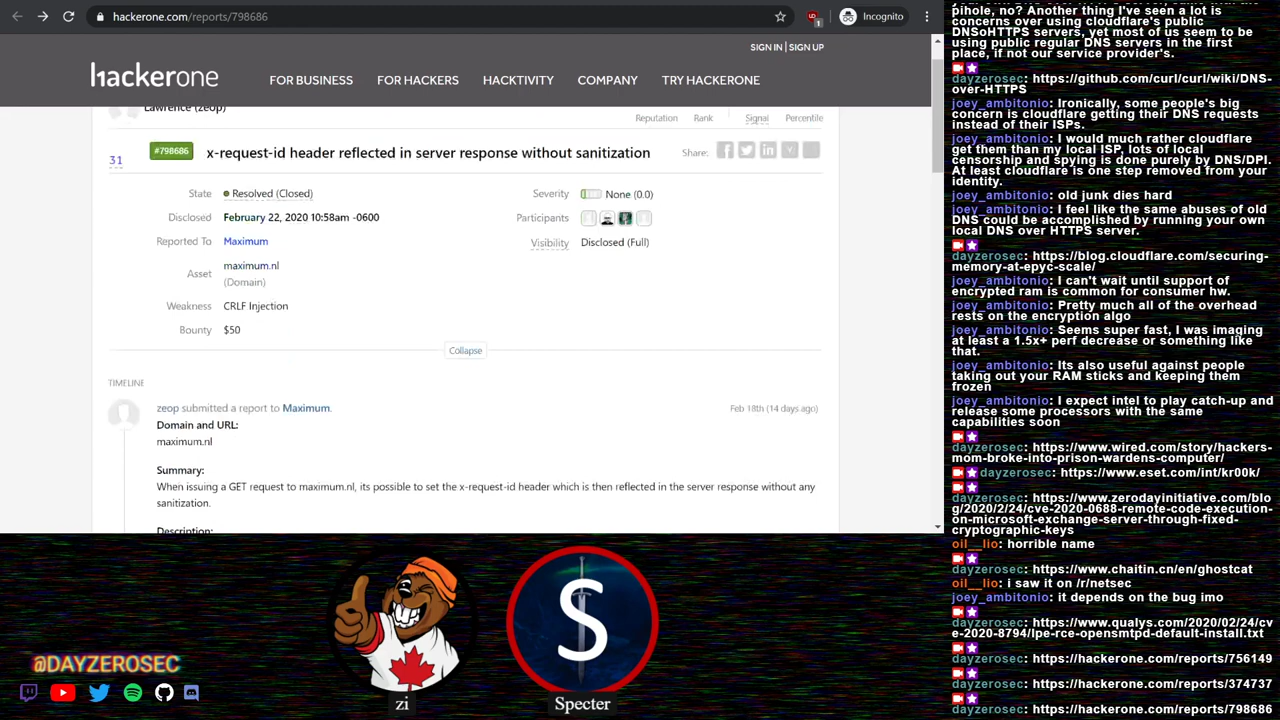 hackerone.com/reports/798686
Incognito
SIGN IN | SIGN UP
hackerone
FOR BUSINESS
FOR HACKERS
HACKTIVITY
COMPANY
TRY HACKERONE
Lawrence (zeop)
Reputation
Rank
Signal
Percentile
31
#798686
x-request-id header reflected in server response without sanitization
Share:
State
Resolved (Closed)
Severity
None (0.0)
Disclosed
February 22, 2020 10:58am -0600
Participants
Reported To
Maximum
Visibility
Disclosed (Full)
Asset
maximum.nl
(Domain)
Weakness
CRLF Injection
Bounty
$50
Collapse
TIMELINE
zeop submitted a report to Maximum.
Feb 18th (14 days ago)
Domain and URL:
maximum.nl
Summary:
When issuing a GET request to maximum.nl, its possible to set the x-request-id header which is then reflected in the server response without any
sanitization.
Description:
@DAYZEROSEC
zi
S
Specter
pihole, no? Another thing I've seen a lot is
concerns over using cloudflare's public
DNSoHTTPS servers, yet most of us seem to be
using public regular DNS servers in the first
place, if not our service provider's.
dayzerosec: https://github.com/curl/curl/wiki/DNS-
over-HTTPS
joey_ambitonio: Ironically, some people's big
concern is cloudflare getting their DNS requests
instead of their ISPs.
joey_ambitonio: I would much rather cloudflare
get them than my local ISP, lots of local
censorship and spying is done purely by DNS/DPI.
At least cloudflare is one step removed from your
identity.
joey_ambitonio: old junk dies hard
joey_ambitonio: I feel like the same abuses of old
DNS could be accomplished by running your own
local DNS over HTTPS server.
dayzerosec: https://blog.cloudflare.com/securing-
memory-at-epyc-scale/
joey_ambitonio: I can't wait until support of
encrypted ram is common for consumer hw.
joey_ambitonio: Pretty much all of the overhead
rests on the encryption algo
joey_ambitonio: Seems super fast, I was imaging
at least a 1.5x+ perf decrease or something like
that.
joey_ambitonio: Its also useful against people
taking out your RAM sticks and keeping them
frozen
joey_ambitonio: I expect intel to play catch-up and
release some processors with the same
capabilities soon
dayzerosec: https://www.wired.com/story/hackers-
mom-broke-into-prison-wardens-computer/
dayzerosec: https://www.eset.com/int/kr00k/
dayzerosec: https://www.zerodayinitiative.com/blo
g/2020/2/24/cve-2020-0688-remote-code-execution-
on-microsoft-exchange-server-through-fixed-
cryptographic-keys
oil__lio: horrible name
dayzerosec: https://www.chaitin.cn/en/ghostcat
oil__lio: i saw it on /r/netsec
joey_ambitonio: it depends on the bug imo
dayzerosec: https://www.qualys.com/2020/02/24/cv
e-2020-8794/lpe-rce-opensmtpd-default-install.txt
dayzerosec: https://hackerone.com/reports/756149
dayzerosec: https://hackerone.com/reports/374737
dayzerosec: https://hackerone.com/reports/798686